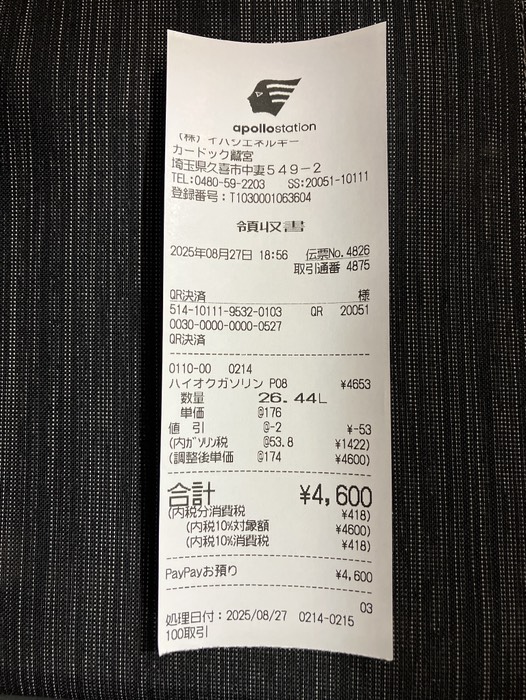 apollostation
(株)イハシエネルギー
カードック鷲宮
埼玉県久喜市中妻549-2
TEL:0480-59-2203 SS:20051-10111
登録番号:T1030001063604
領収書
2025年08月27日 18:56 伝票No.4826
取引通番 4875
QR決済 様
514-10111-9532-0103 QR 20051
0030-0000-0000-0527
QR決済
0110-00 0214
ハイオクガソリン P08 ¥4653
数量 26.44L
単価 @176
値 引 @-2 ¥-53
(内ガソリン税 @53.8 ¥1422)
(調整後単価 @174 ¥4600)
合計 ¥4,600
(内税分消費税 ¥418)
(内税10%対象額 ¥4600)
(内税10%消費税 ¥418)
PayPayお預り ¥4,600
03
処理日付:2025/08/27 0214-0215
100取引